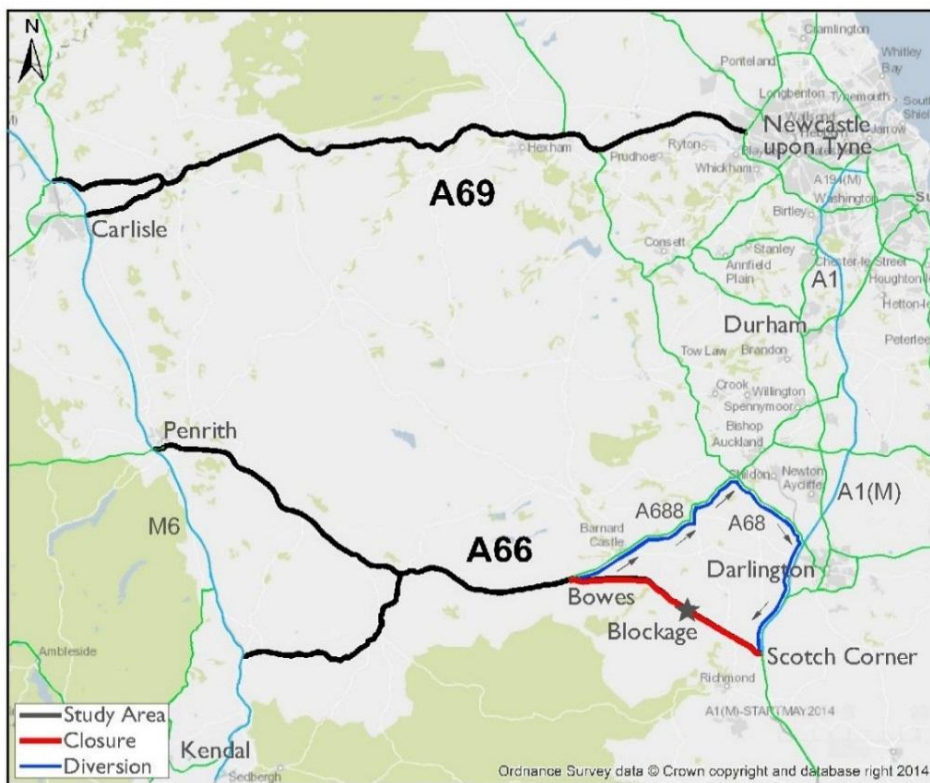 N
Cramlington
Whitley
Bay
Ponteland
Longbenton
Tynemouth
South
Newcastle
upon Tyne
Jarrow
Hexham
Prudhoe
Ryton
Whickham
A69
A194(M)
Washington
Birtley
Carlisle
Consett
Stanley
Annfield
Plain
Chester-le-Street
A1
Houghton-le
Hetton-le
Durham
Peterlee
Tow Law
Brandon
Crook
Willington
Spennymoor
Penrith
Bishop
Auckland
Shildon
Newton
Aycliffe
M6
A688
A68
A1(M)
Barnard
Castle
A66
Darlington
Bowes
Blockage
Scotch Corner
Ambleside
Richmond
A1(M)-START MAY 2014
Study Area
Closure
Diversion
Kendal
Sedbergh
Ordnance Survey data © Crown copyright and database right 2014